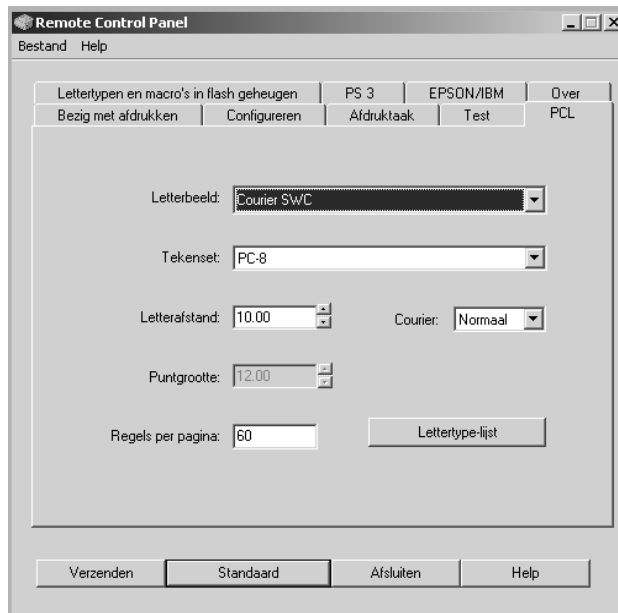 Remote Control Panel
Bestand Help
Lettertypen en macro's in flash geheugen PS 3 EPSON/IBM Over
Bezig met afdrukken Configureren Afdruktaak Test PCL
Letterbeeld: Courier SWC
Tekenset: PC-8
Letterafstand: 10.00 Courier: Normaal
Puntgrootte: 12.00
Regels per pagina: 60 Lettertype-lijst
Verzenden Standaard Afsluiten Help